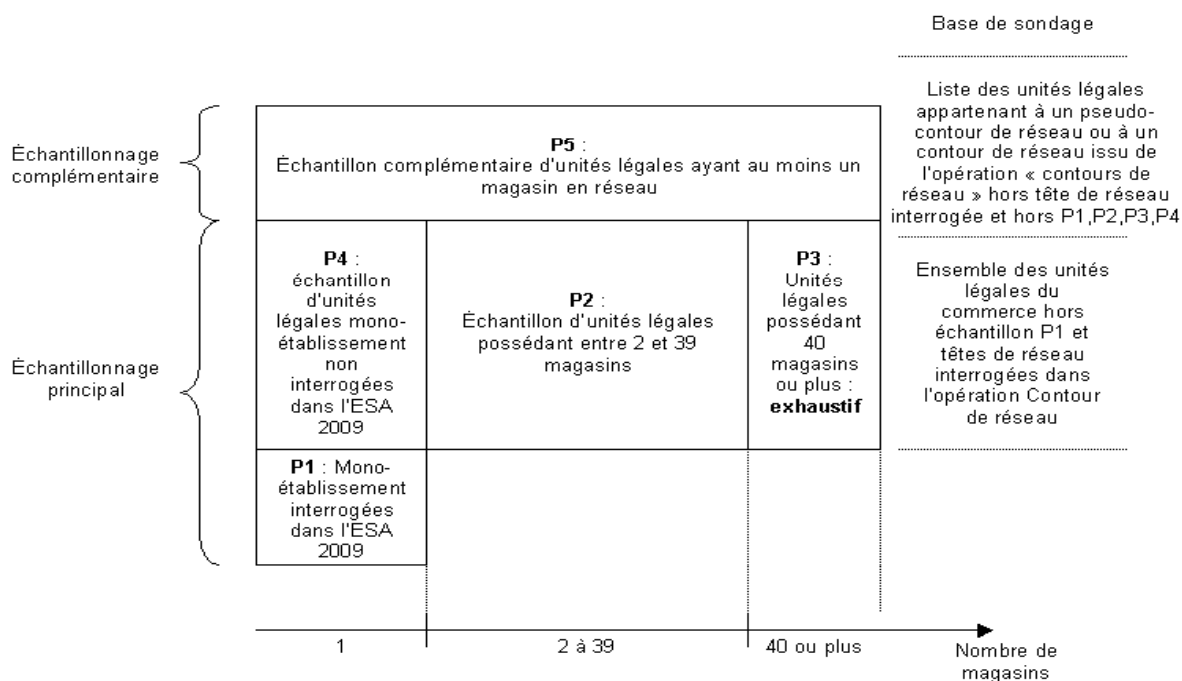 Base de sondage
Liste des unités légales
appartenant à un pseudo-
contour de réseau ou à un
contour de réseau issu de
l'opération « contours de
réseau » hors tête de réseau
interrogée et hors P1,P2,P3,P4
Échantillonnage
complémentaire
P5 :
Échantillon complémentaire d'unités légales ayant au moins un
magasin en réseau
Échantillonnage
principal
P4 :
échantillon
d'unités
légales mono-
établissement
non
interrogées
dans l'ESA
2009
P2 :
Échantillon d'unités légales
possédant entre 2 et 39
magasins
P3 :
Unités
légales
possédant
40
magasins
ou plus :
exhaustif
Ensemble des unités
légales du
commerce hors
échantillon P1 et
têtes de réseau
interrogées dans
l'opération Contour
de réseau
P1 : Mono-
établissement
interrogées
dans l'ESA
2009
1
2 à 39
40 ou plus
Nombre de
magasins